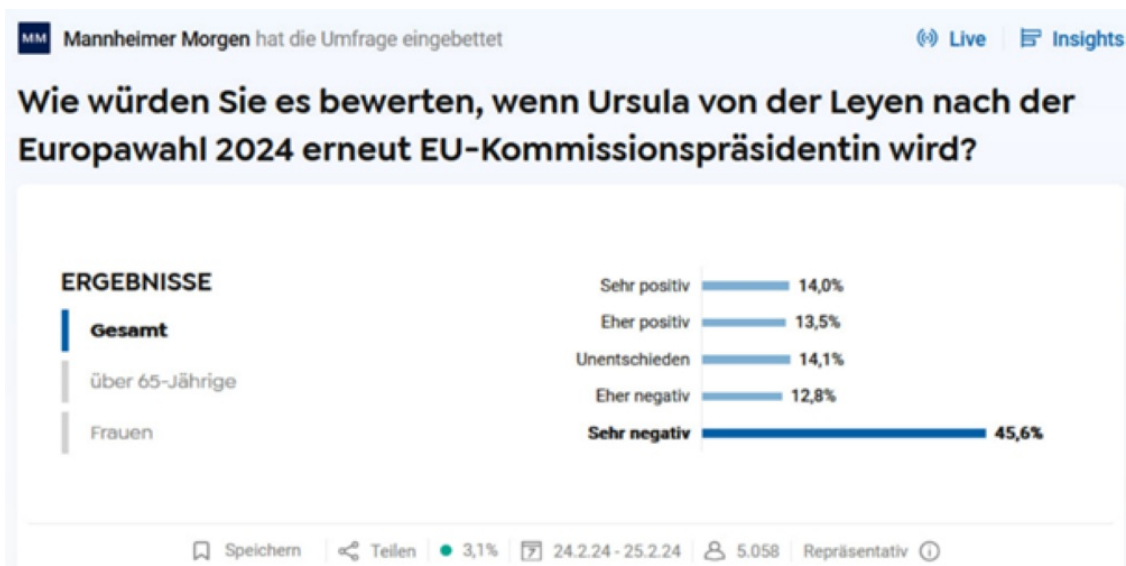 MM Mannheimer Morgen hat die Umfrage eingebettet
Live
Insights
Wie würden Sie es bewerten, wenn Ursula von der Leyen nach der
Europawahl 2024 erneut EU-Kommissionspräsidentin wird?
ERGEBNISSE
Gesamt
über 65-Jährige
Frauen
Sehr positiv 14,0%
Eher positiv 13,5%
Unentschieden 14,1%
Eher negativ 12,8%
Sehr negativ 45,6%
Speichern Teilen 3,1% 7 24.2.24 - 25.2.24 5.058 Repräsentativ